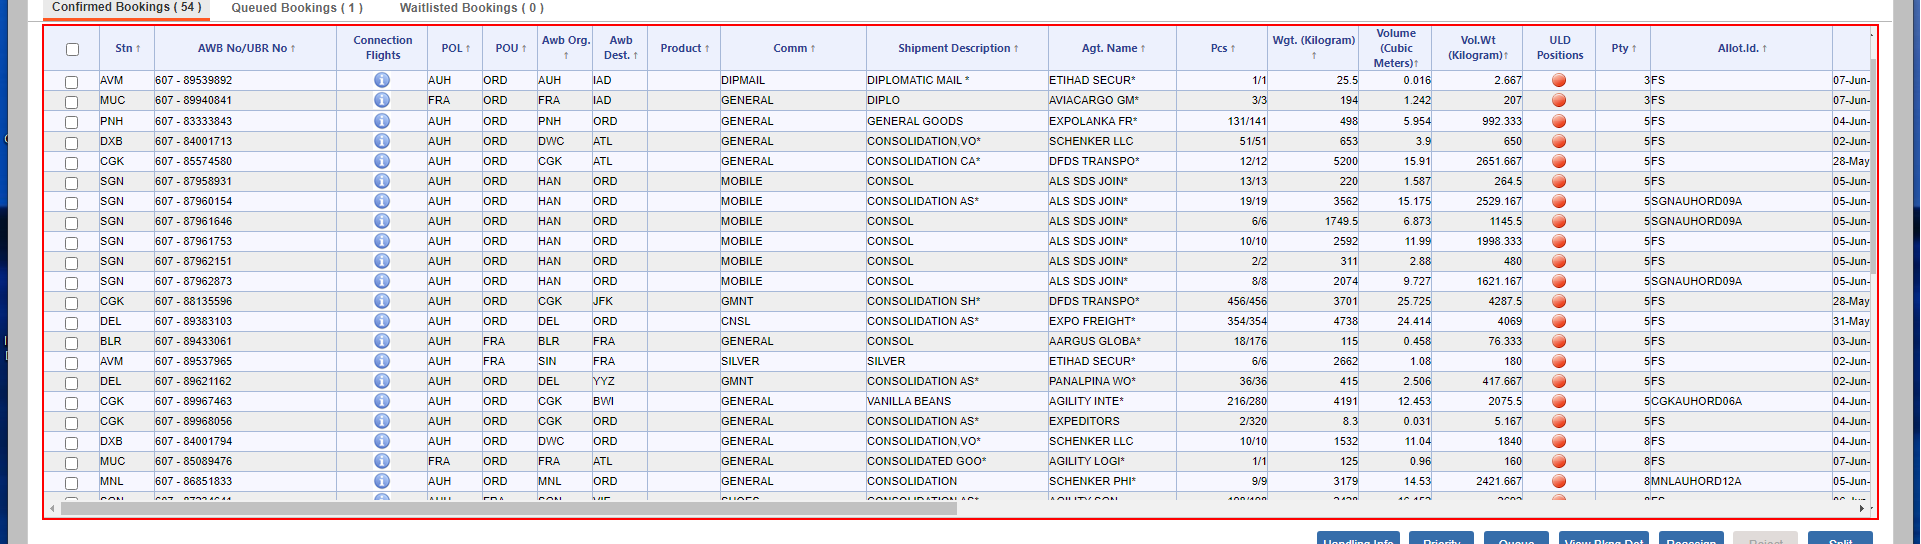 Confirmed Bookings ( 54 ) Queued Bookings ( 1 ) Waitlisted Bookings ( 0 )
Stn ↑ AWB No/UBR No ↑ Connection Flights POL ↑ POU ↑ Awb Org. ↑ Awb Dest. ↑ Product ↑ Comm ↑ Shipment Description ↑ Agt. Name ↑ Pcs ↑ Wgt. (Kilogram) ↑ Volume (Cubic Meters)↑ Vol.Wt (Kilogram)↑ ULD Positions Pty ↑ Allot.Id. ↑
AVM 607 - 89539892 AUH ORD AUH IAD DIPMAIL DIPLOMATIC MAIL * ETIHAD SECUR* 1/1 25.5 0.016 2.667 3 FS 07-Jun-
MUC 607 - 89940841 FRA ORD FRA IAD GENERAL DIPLO AVIACARGO GM* 3/3 194 1.242 207 3 FS 07-Jun-
PNH 607 - 83333843 AUH ORD PNH ORD GENERAL GENERAL GOODS EXPOLANKA FR* 131/141 498 5.954 992.333 5 FS 04-Jun-
DXB 607 - 84001713 AUH ORD DWC ATL GENERAL CONSOLIDATION,VO* SCHENKER LLC 51/51 653 3.9 650 5 FS 02-Jun-
CGK 607 - 85574580 AUH ORD CGK ATL GENERAL CONSOLIDATION CA* DFDS TRANSPO* 12/12 5200 15.91 2651.667 5 FS 28-May
SGN 607 - 87958931 AUH ORD HAN ORD MOBILE CONSOL ALS SDS JOIN* 13/13 220 1.587 264.5 5 FS 05-Jun-
SGN 607 - 87960154 AUH ORD HAN ORD MOBILE CONSOLIDATION AS* ALS SDS JOIN* 19/19 3562 15.175 2529.167 5 SGNAUHORD09A 05-Jun-
SGN 607 - 87961646 AUH ORD HAN ORD MOBILE CONSOL ALS SDS JOIN* 6/6 1749.5 6.873 1145.5 5 SGNAUHORD09A 05-Jun-
SGN 607 - 87961753 AUH ORD HAN ORD MOBILE CONSOL ALS SDS JOIN* 10/10 2592 11.99 1998.333 5 FS 05-Jun-
SGN 607 - 87962151 AUH ORD HAN ORD MOBILE CONSOL ALS SDS JOIN* 2/2 311 2.88 480 5 FS 05-Jun-
SGN 607 - 87962873 AUH ORD HAN ORD MOBILE CONSOL ALS SDS JOIN* 8/8 2074 9.727 1621.167 5 SGNAUHORD09A 05-Jun-
CGK 607 - 88135596 AUH ORD CGK JFK GMNT CONSOLIDATION SH* DFDS TRANSPO* 456/456 3701 25.725 4287.5 5 FS 28-May
DEL 607 - 89383103 AUH ORD DEL ORD CNSL CONSOLIDATION AS* EXPO FREIGHT* 354/354 4738 24.414 4069 5 FS 31-May
BLR 607 - 89433061 AUH FRA BLR FRA GENERAL CONSOL AARGUS GLOBA* 18/176 115 0.458 76.333 5 FS 03-Jun-
AVM 607 - 89537965 AUH FRA SIN FRA SILVER SILVER ETIHAD SECUR* 6/6 2662 1.08 180 5 FS 02-Jun-
DEL 607 - 89621162 AUH ORD DEL YYZ GMNT CONSOLIDATION AS* PANALPINA WO* 36/36 415 2.506 417.667 5 FS 02-Jun-
CGK 607 - 89967463 AUH ORD CGK BWI GENERAL VANILLA BEANS AGILITY INTE* 216/280 4191 12.453 2075.5 5 CGKAUHORD06A 04-Jun-
CGK 607 - 89968056 AUH ORD CGK ORD GENERAL CONSOLIDATION AS* EXPEDITORS 2/320 8.3 0.031 5.167 5 FS 04-Jun-
DXB 607 - 84001794 AUH ORD DWC ORD GENERAL CONSOLIDATION,VO* SCHENKER LLC 10/10 1532 11.04 1840 8 FS 04-Jun-
MUC 607 - 85089476 FRA ORD FRA ATL GENERAL CONSOLIDATED GOO* AGILITY LOGI* 1/1 125 0.96 160 8 FS 07-Jun-
MNL 607 - 86851833 AUH ORD MNL ORD GENERAL CONSOLIDATION SCHENKER PHI* 9/9 3179 14.53 2421.667 8 MNLAUHORD12A 05-Jun-
Handling Info Priority Queue View Bkng Det Reassign Reject Split